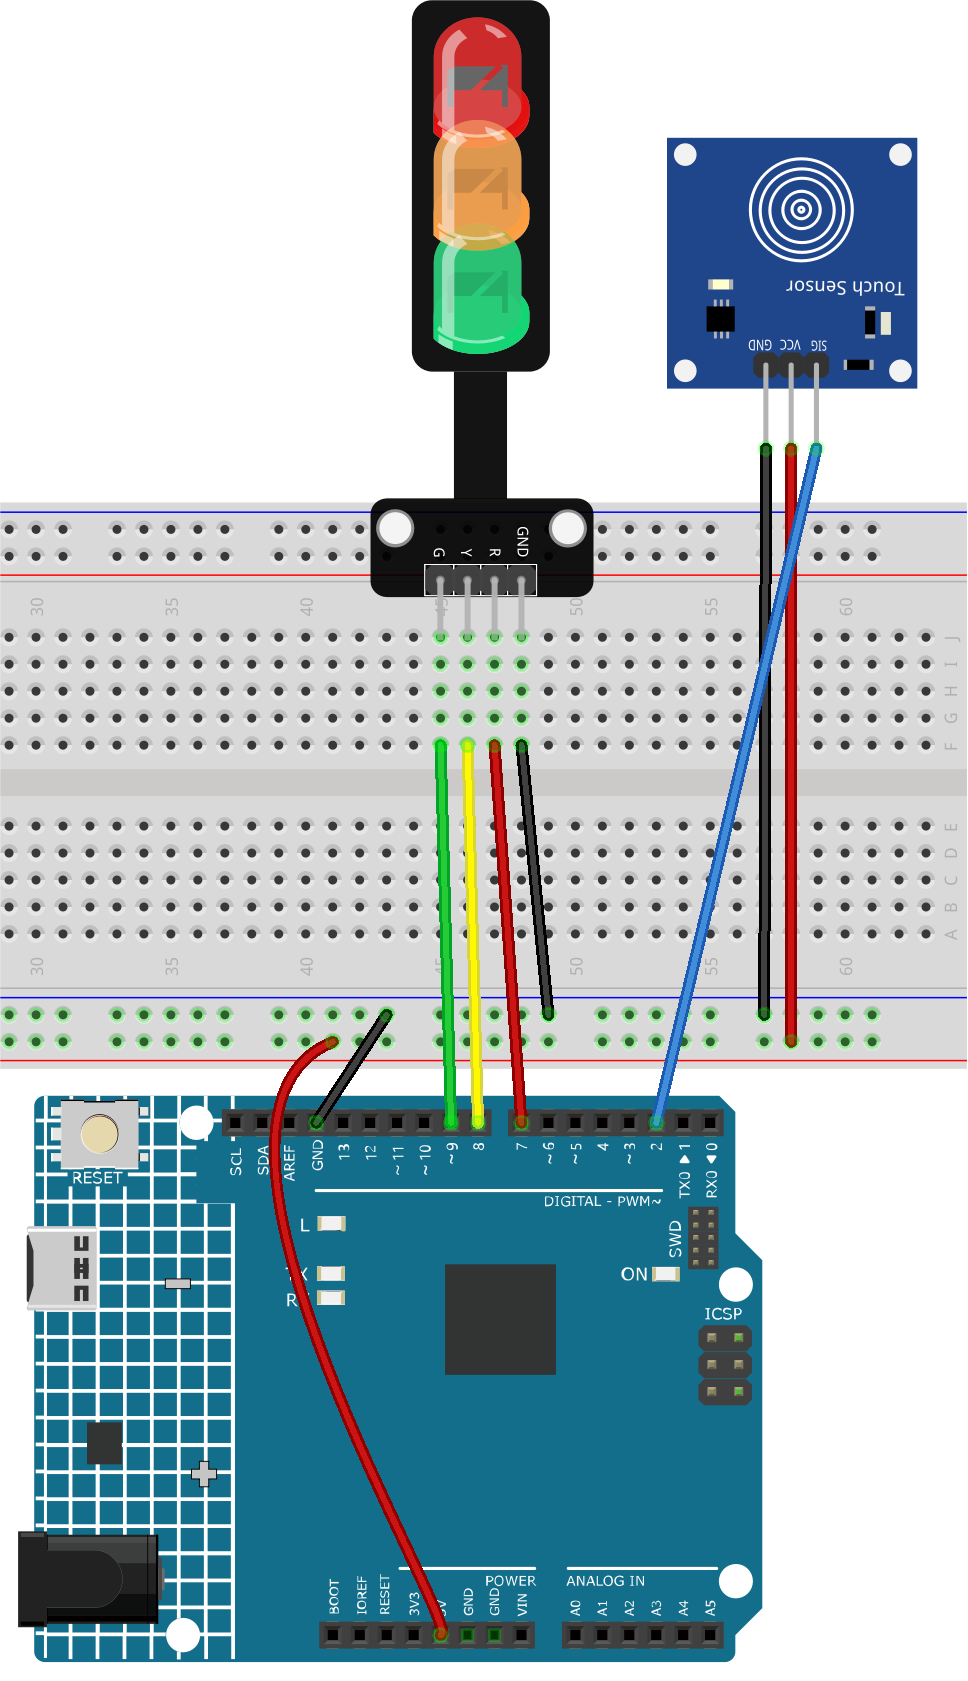 Touch Sensor
GND VCC SIG
G Y R GND
30 35 40 45 50 55 60
J
I
H
G
F
E
D
C
B
A
30 35 40 45 50 55 60
RESET
SCL SDA AREF GND 13 12 ~11 ~10 ~9 8 7 ~6 ~5 4 ~3 2 TX0▶1 RX0◀0
DIGITAL - PWM~
L
SWD
ON
ICSP
POWER
ANALOG IN
BOOT IOREF RESET 3V3 5V GND GND VIN A0 A1 A2 A3 A4 A5